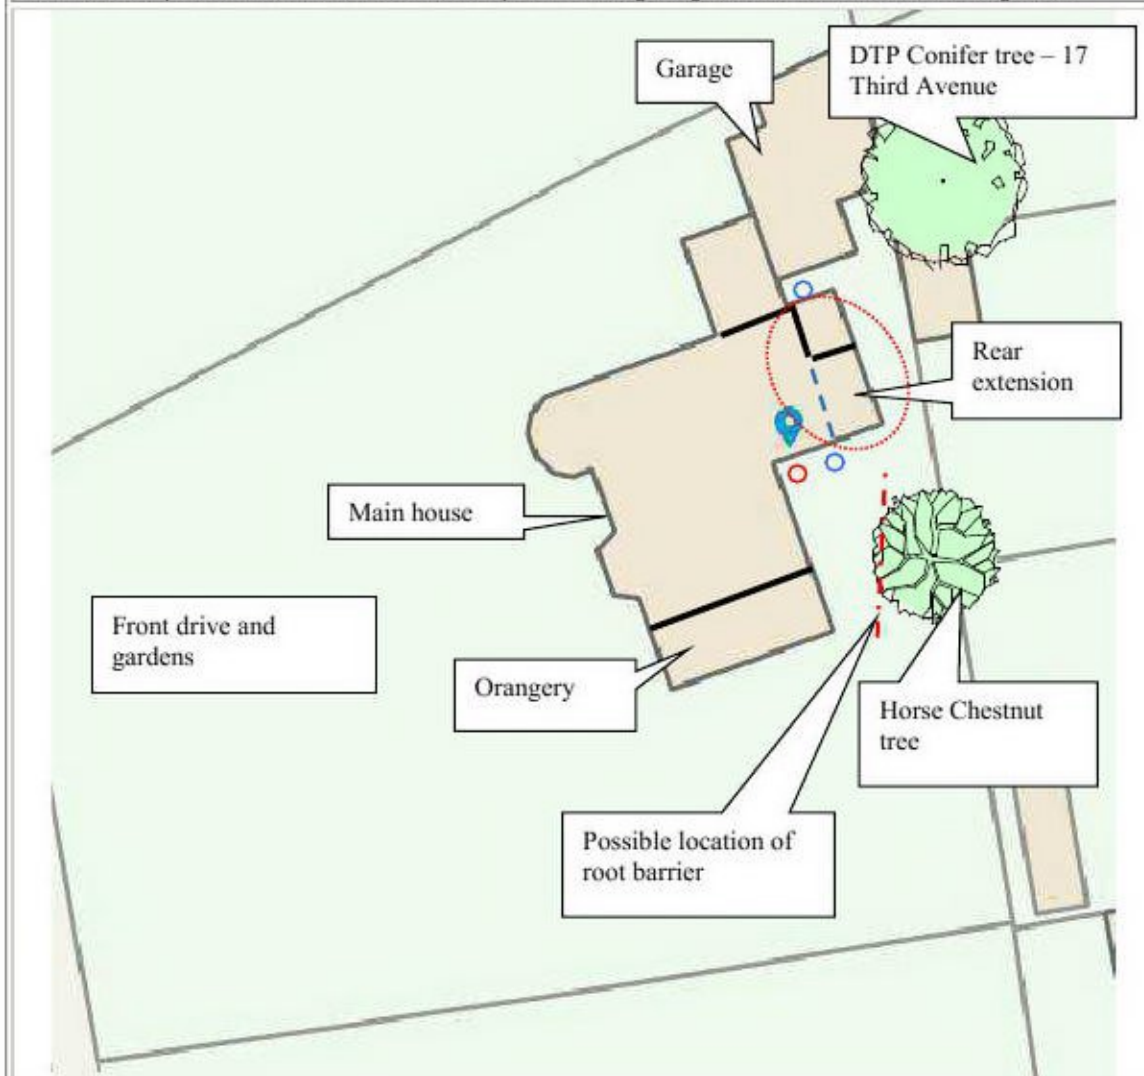 Garage
DTP Conifer tree – 17
Third Avenue
Rear
extension
Main house
Front drive and
gardens
Orangery
Horse Chestnut
tree
Possible location of
root barrier